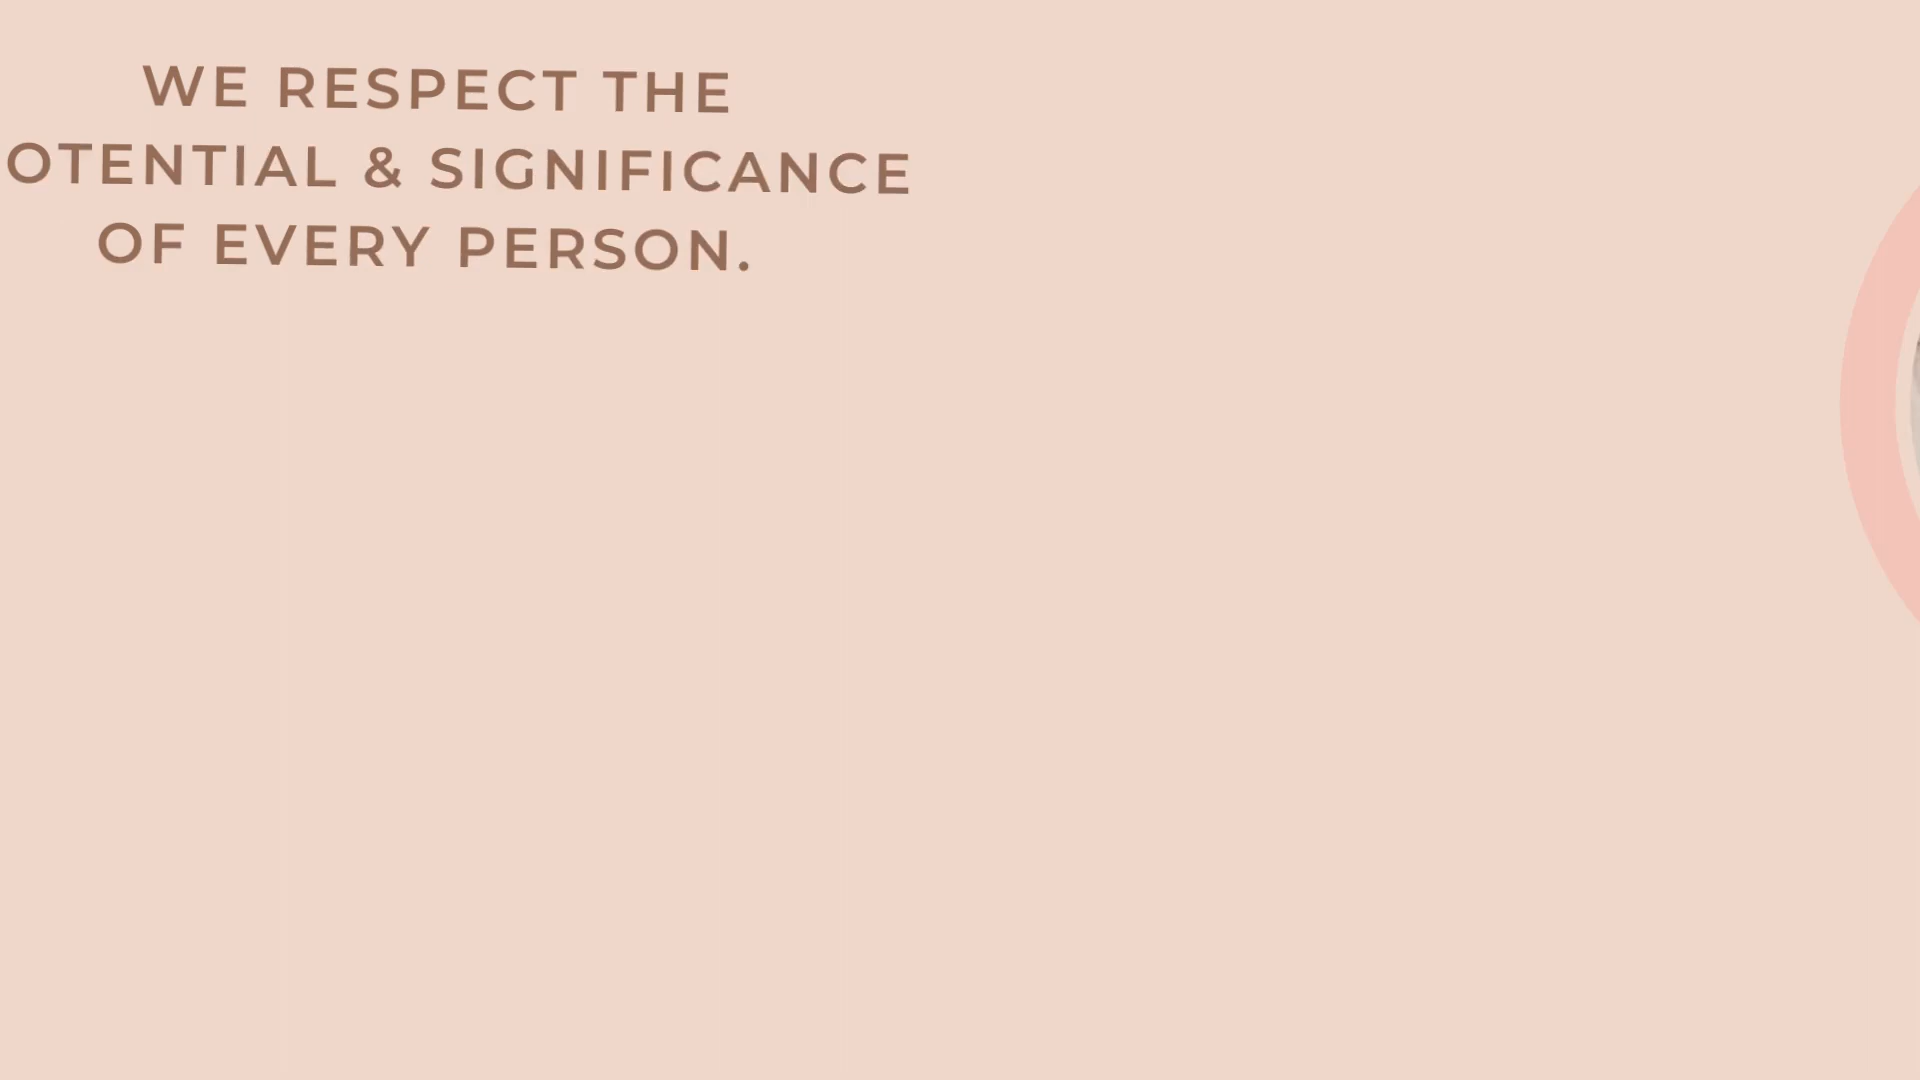 WE RESPECT THE
OTENTIAL & SIGNIFICANCE
OF EVERY PERSON.